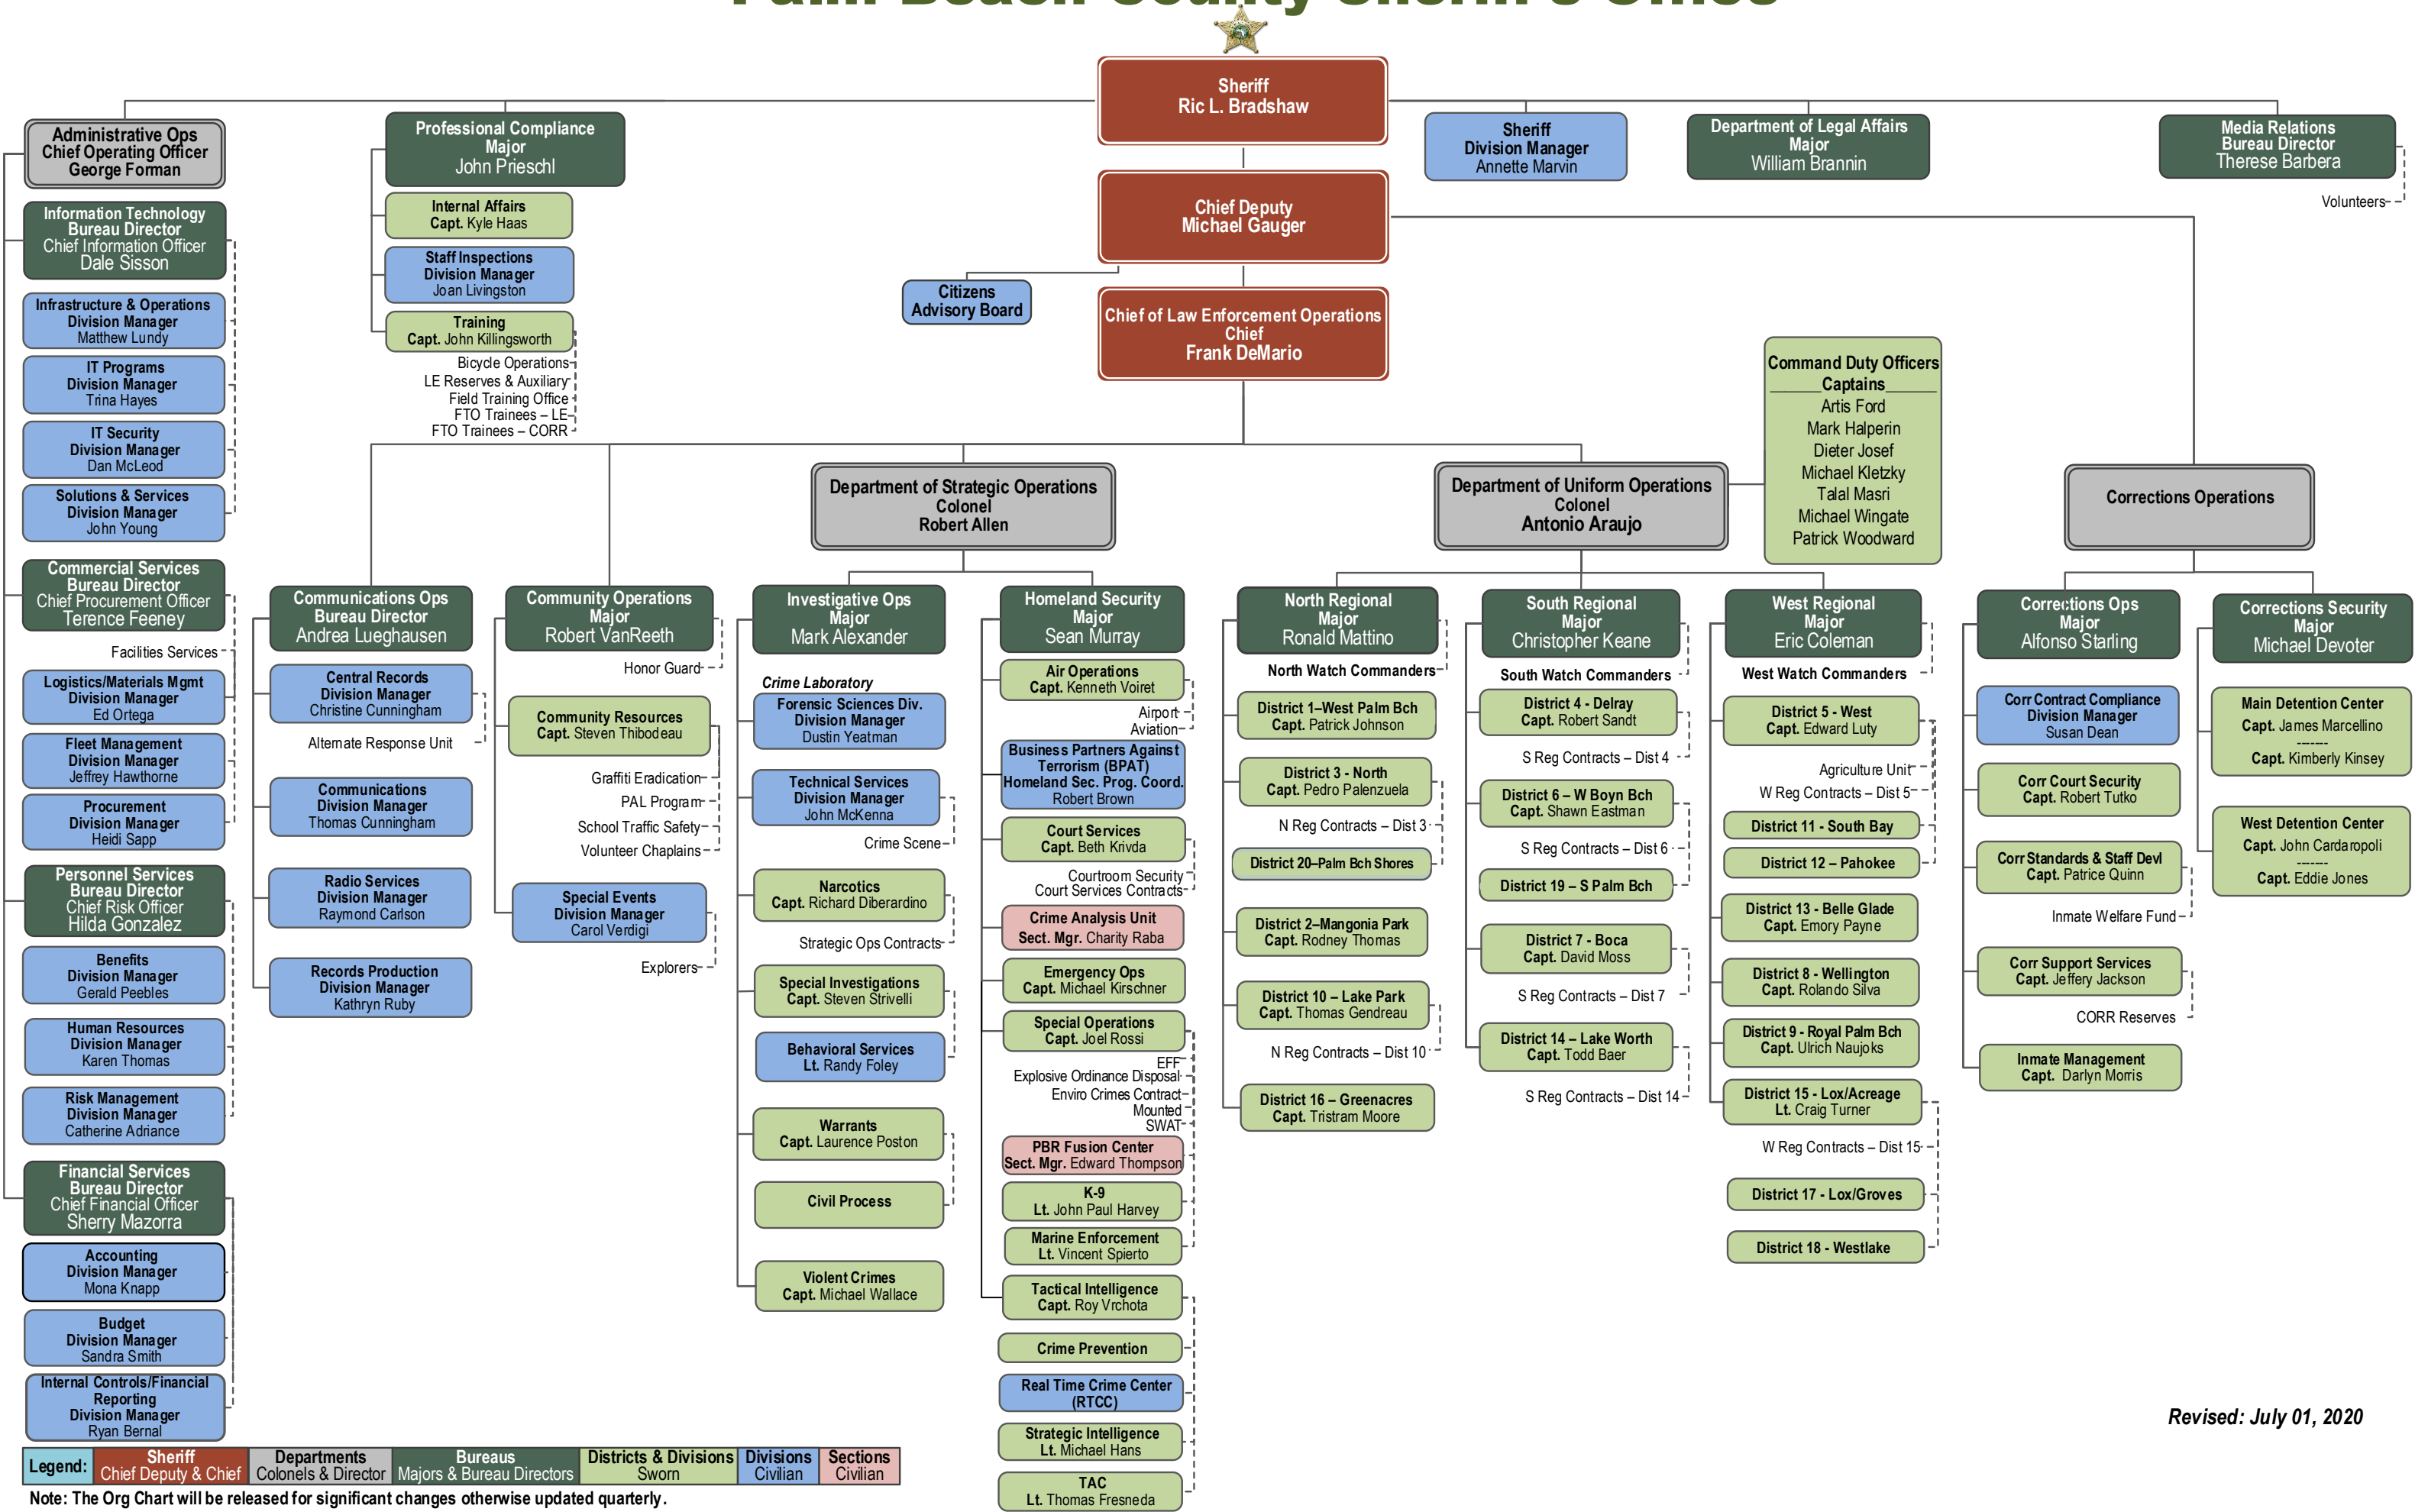 Palm Beach County Sheriff's Office
Sheriff
Ric L. Bradshaw
Administrative Ops
Chief Operating Officer
George Forman
Professional Compliance
Major
John Prieschl
Sheriff
Division Manager
Annette Marvin
Department of Legal Affairs
Major
William Brannin
Media Relations
Bureau Director
Therese Barbera
Volunteers
Chief Deputy
Michael Gauger
Citizens
Advisory Board
Chief of Law Enforcement Operations
Chief
Frank DeMario
Internal Affairs
Capt. Kyle Haas
Staff Inspections
Division Manager
Joan Livingston
Training
Capt. John Killingsworth
Bicycle Operations
LE Reserves & Auxiliary
Field Training Office
FTO Trainees – LE
FTO Trainees – CORR
Information Technology
Bureau Director
Chief Information Officer
Dale Sisson
Infrastructure & Operations
Division Manager
Matthew Lundy
IT Programs
Division Manager
Trina Hayes
IT Security
Division Manager
Dan McLeod
Solutions & Services
Division Manager
John Young
Commercial Services
Bureau Director
Chief Procurement Officer
Terence Feeney
Facilities Services
Logistics/Materials Mgmt
Division Manager
Ed Ortega
Fleet Management
Division Manager
Jeffrey Hawthorne
Procurement
Division Manager
Heidi Sapp
Personnel Services
Bureau Director
Chief Risk Officer
Hilda Gonzalez
Benefits
Division Manager
Gerald Peebles
Human Resources
Division Manager
Karen Thomas
Risk Management
Division Manager
Catherine Adriance
Financial Services
Bureau Director
Chief Financial Officer
Sherry Mazorra
Accounting
Division Manager
Mona Knapp
Budget
Division Manager
Sandra Smith
Internal Controls/Financial
Reporting
Division Manager
Ryan Bernal
Department of Strategic Operations
Colonel
Robert Allen
Department of Uniform Operations
Colonel
Antonio Araujo
Command Duty Officers
Captains
Artis Ford
Mark Halperin
Dieter Josef
Michael Kletzky
Talal Masri
Michael Wingate
Patrick Woodward
Corrections Operations
Communications Ops
Bureau Director
Andrea Lueghausen
Central Records
Division Manager
Christine Cunningham
Alternate Response Unit
Communications
Division Manager
Thomas Cunningham
Radio Services
Division Manager
Raymond Carlson
Records Production
Division Manager
Kathryn Ruby
Community Operations
Major
Robert VanReeth
Honor Guard
Community Resources
Capt. Steven Thibodeau
Graffiti Eradication
PAL Program
School Traffic Safety
Volunteer Chaplains
Special Events
Division Manager
Carol Verdigi
Explorers
Investigative Ops
Major
Mark Alexander
Crime Laboratory
Forensic Sciences Div.
Division Manager
Dustin Yeatman
Technical Services
Division Manager
John McKenna
Crime Scene
Narcotics
Capt. Richard Diberardino
Strategic Ops Contracts
Special Investigations
Capt. Steven Strivelli
Behavioral Services
Lt. Randy Foley
Warrants
Capt. Laurence Poston
Civil Process
Violent Crimes
Capt. Michael Wallace
Homeland Security
Major
Sean Murray
Air Operations
Capt. Kenneth Voiret
Airport
Aviation
Business Partners Against
Terrorism (BPAT)
Homeland Sec. Prog. Coord.
Robert Brown
Court Services
Capt. Beth Krivda
Courtroom Security
Court Services Contracts
Crime Analysis Unit
Sect. Mgr. Charity Raba
Emergency Ops
Capt. Michael Kirschner
Special Operations
Capt. Joel Rossi
EFF
Explosive Ordinance Disposal
Enviro Crimes Contract
Mounted
SWAT
PBR Fusion Center
Sect. Mgr. Edward Thompson
K-9
Lt. John Paul Harvey
Marine Enforcement
Lt. Vincent Spierto
Tactical Intelligence
Capt. Roy Vrchota
Crime Prevention
Real Time Crime Center
(RTCC)
Strategic Intelligence
Lt. Michael Hans
TAC
Lt. Thomas Fresneda
North Regional
Major
Ronald Mattino
North Watch Commanders
District 1–West Palm Bch
Capt. Patrick Johnson
District 3 - North
Capt. Pedro Palenzuela
N Reg Contracts – Dist 3
District 20–Palm Bch Shores
District 2–Mangonia Park
Capt. Rodney Thomas
District 10 – Lake Park
Capt. Thomas Gendreau
N Reg Contracts – Dist 10
District 16 – Greenacres
Capt. Tristram Moore
South Regional
Major
Christopher Keane
South Watch Commanders
District 4 - Delray
Capt. Robert Sandt
S Reg Contracts – Dist 4
District 6 – W Boyn Bch
Capt. Shawn Eastman
S Reg Contracts – Dist 6
District 19 – S Palm Bch
District 7 - Boca
Capt. David Moss
S Reg Contracts – Dist 7
District 14 – Lake Worth
Capt. Todd Baer
S Reg Contracts – Dist 14
West Regional
Major
Eric Coleman
West Watch Commanders
District 5 - West
Capt. Edward Luty
Agriculture Unit
W Reg Contracts – Dist 5
District 11 - South Bay
District 12 – Pahokee
District 13 - Belle Glade
Capt. Emory Payne
District 8 - Wellington
Capt. Rolando Silva
District 9 - Royal Palm Bch
Capt. Ulrich Naujoks
District 15 - Lox/Acreage
Lt. Craig Turner
W Reg Contracts – Dist 15
District 17 - Lox/Groves
District 18 - Westlake
Corrections Ops
Major
Alfonso Starling
Corr Contract Compliance
Division Manager
Susan Dean
Corr Court Security
Capt. Robert Tutko
Corr Standards & Staff Devl
Capt. Patrice Quinn
Inmate Welfare Fund
Corr Support Services
Capt. Jeffery Jackson
CORR Reserves
Inmate Management
Capt. Darlyn Morris
Corrections Security
Major
Michael Devoter
Main Detention Center
Capt. James Marcellino
-------
Capt. Kimberly Kinsey
West Detention Center
Capt. John Cardaropoli
-------
Capt. Eddie Jones
Revised: July 01, 2020
Legend:
Sheriff
Chief Deputy & Chief
Departments
Colonels & Director
Bureaus
Majors & Bureau Directors
Districts & Divisions
Sworn
Divisions
Civilian
Sections
Civilian
Note: The Org Chart will be released for significant changes otherwise updated quarterly.